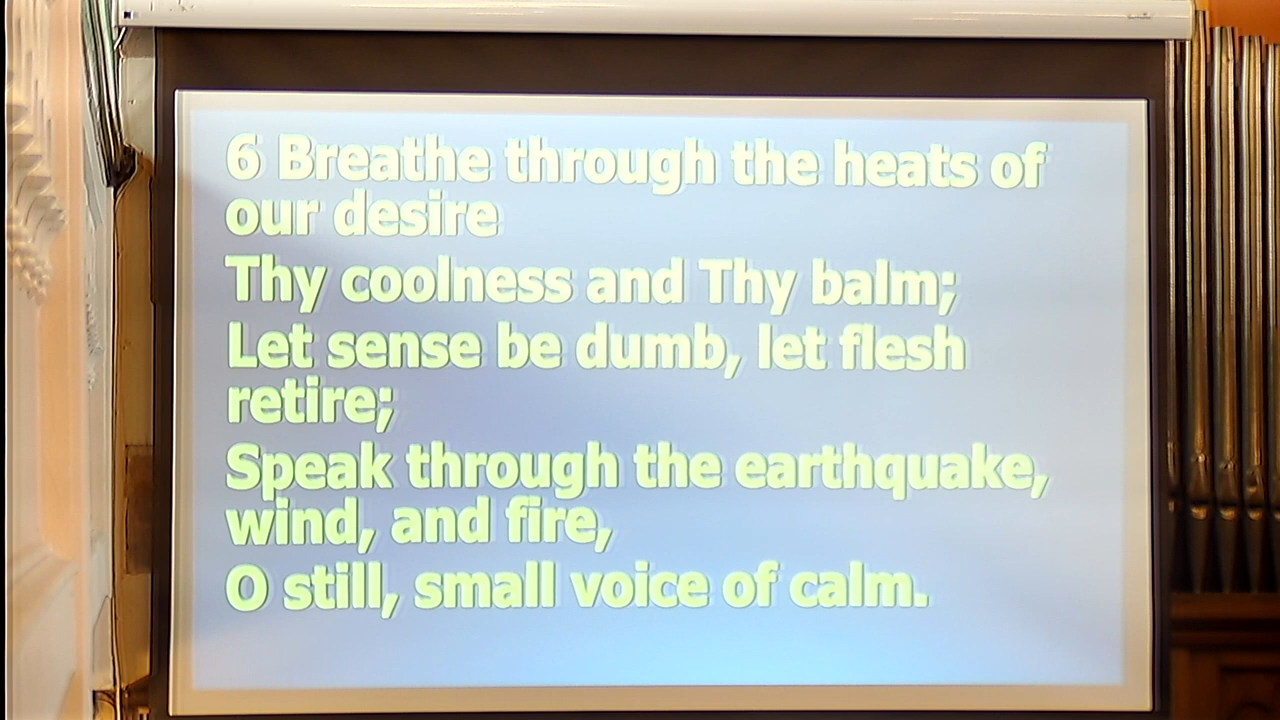 6 Breathe through the heats of
our desire
Thy coolness and Thy balm;
Let sense be dumb, let flesh
retire;
Speak through the earthquake,
wind, and fire,
O still, small voice of calm.